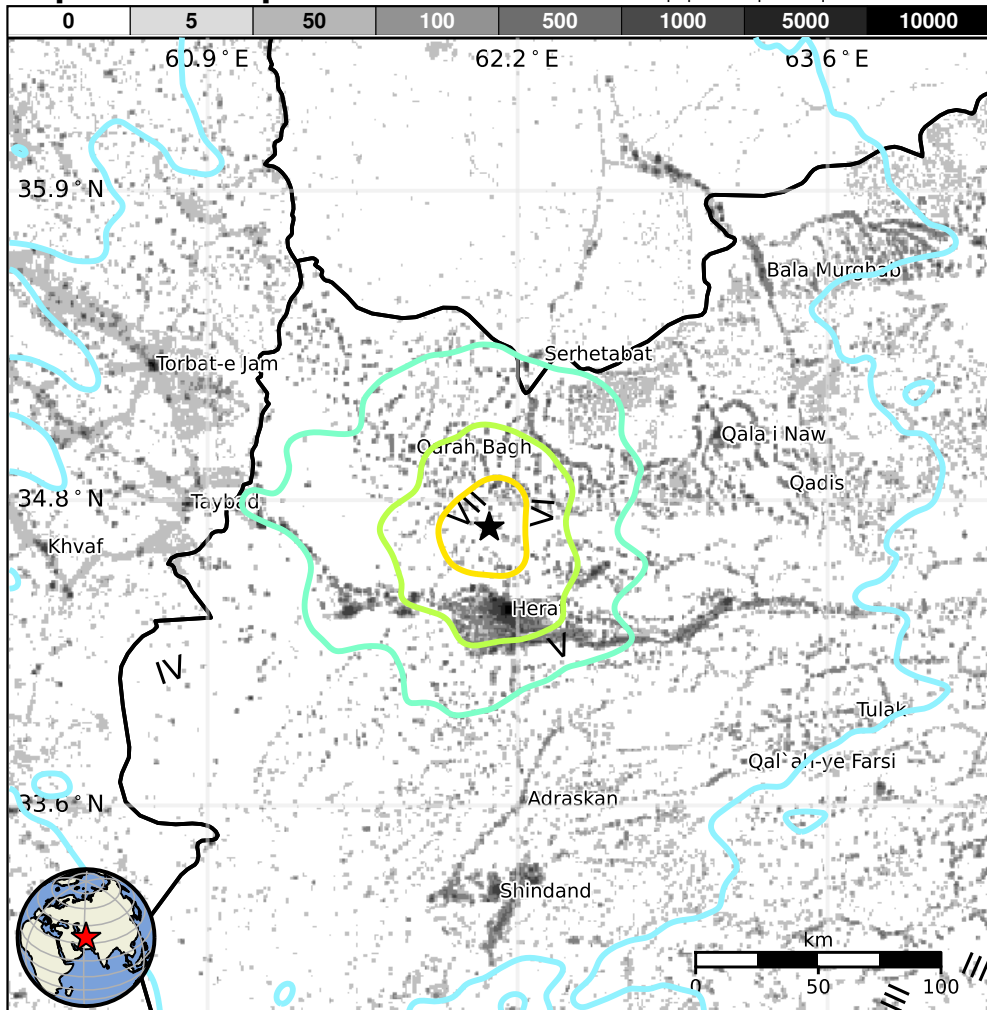 0 5 50 100 500 1000 5000 10000
60.9°E 62.2°E 63.6°E
35.9°N
Bala Murghab
Serhetabat
Torbat-e Jam
Qala i Naw
Qarah Bagh
Qadis
34.8°N
Taybad
VII
VI
Khvaf
Herat
V
IV
Tulak
Qal`ah-ye Farsi
33.6°N
Adraskan
Shindand
km
0 50 100
III
III